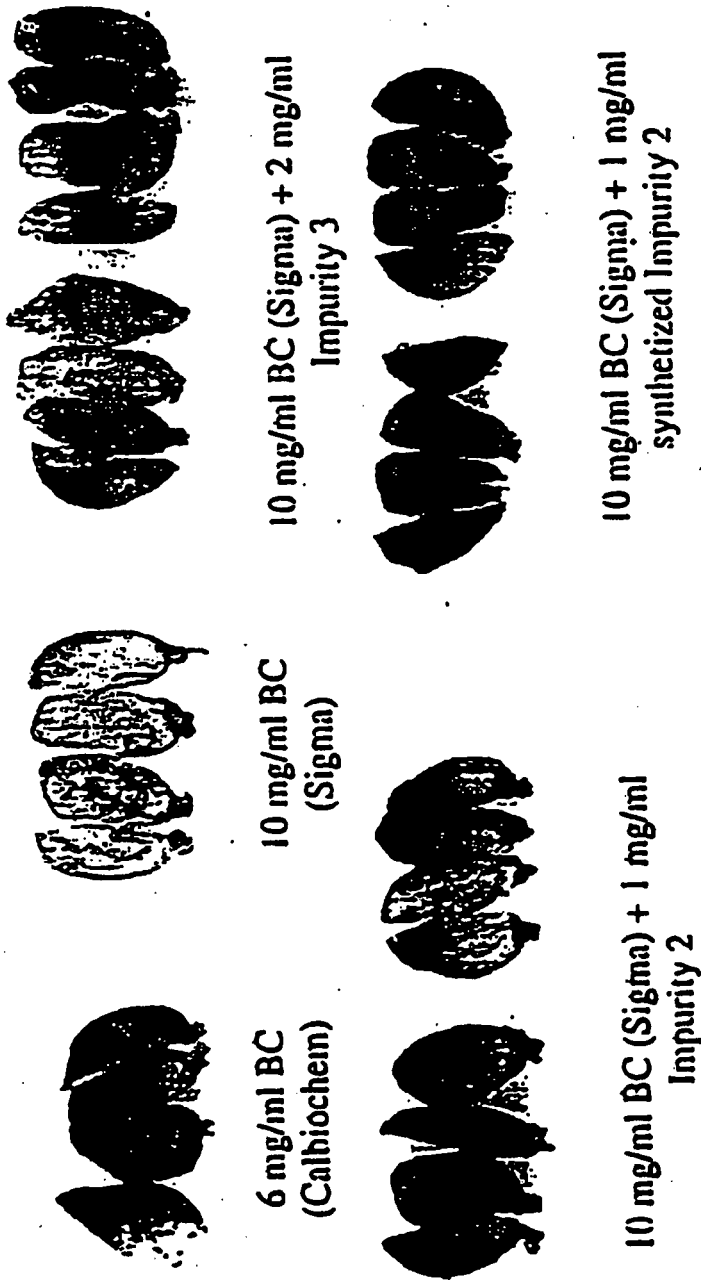 6 mg/ml BC
(Calbiochem)
10 mg/ml BC
(Sigma)
10 mg/ml BC (Sigma) + 2 mg/ml
Impurity 3
10 mg/ml BC (Sigma) + 1 mg/ml
Impurity 2
10 mg/ml BC (Sigma) + 1 mg/ml
synthetized Impurity 2